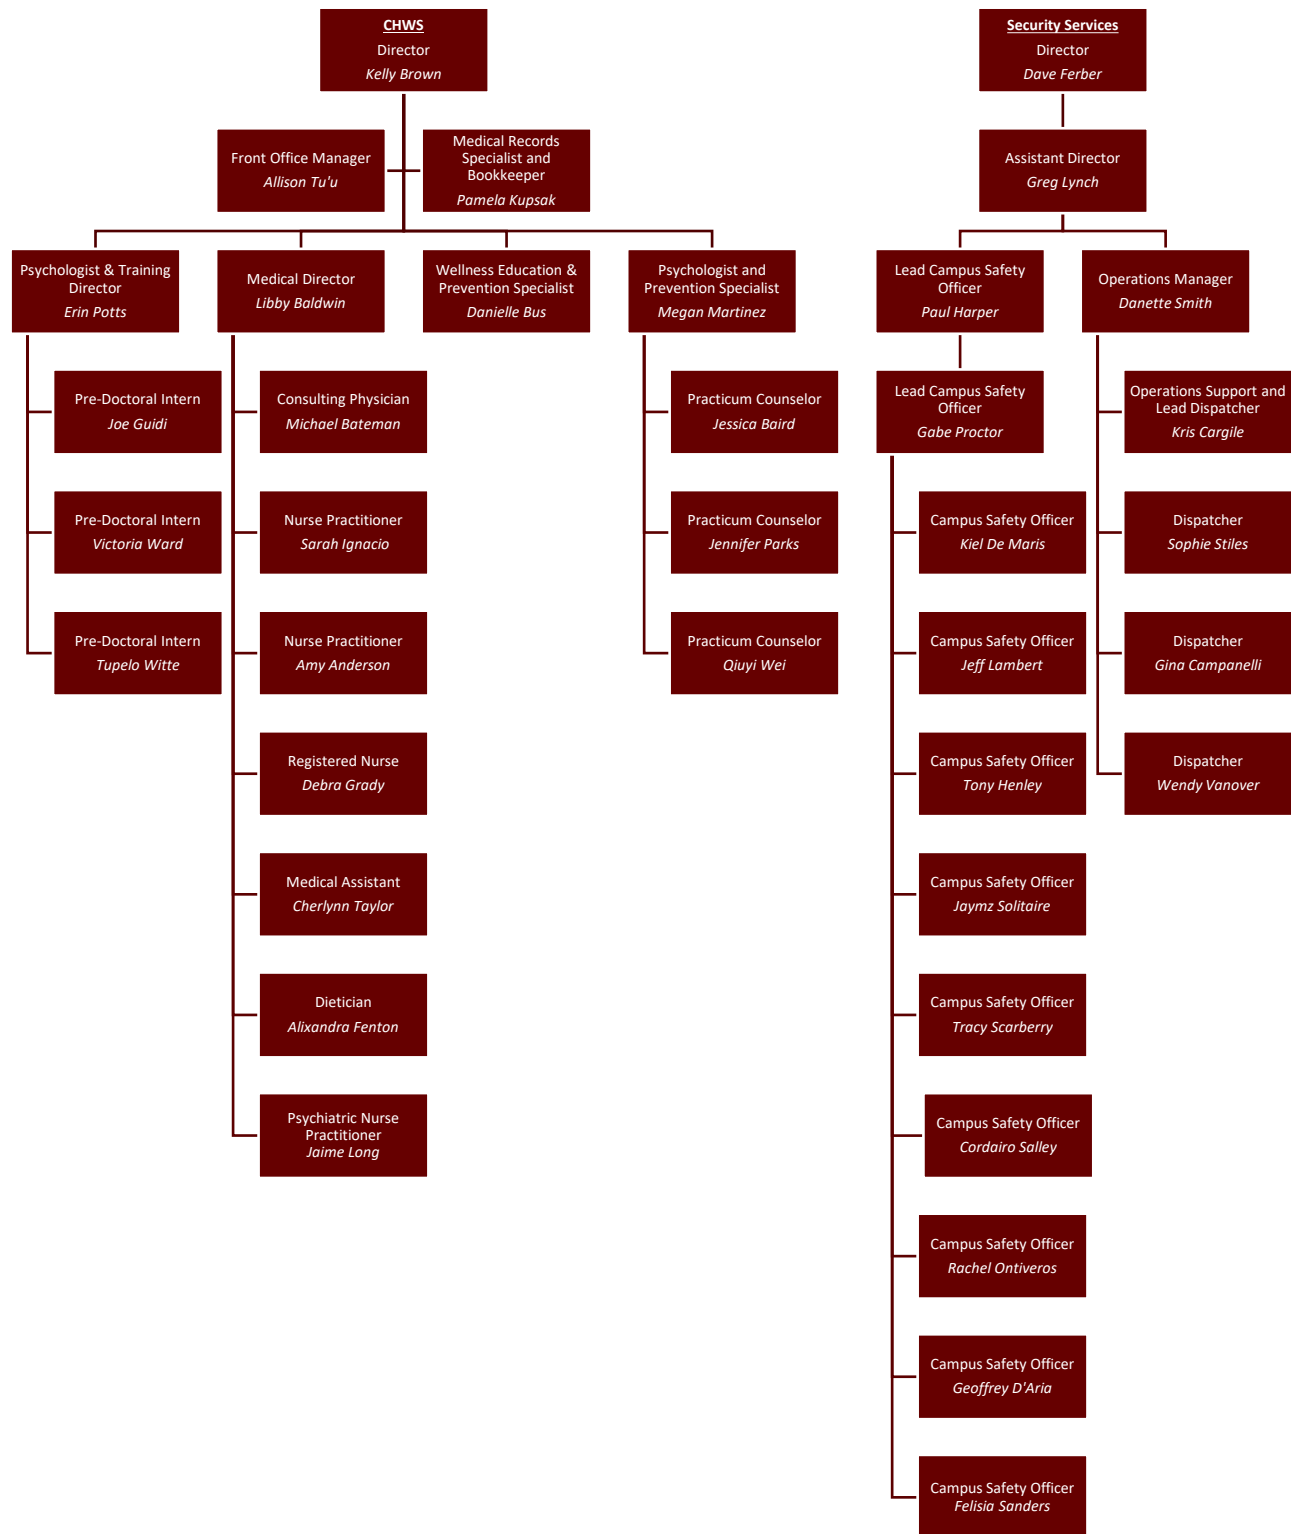 CHWS
Director
Kelly Brown
Front Office Manager
Allison Tu'u
Medical Records
Specialist and
Bookkeeper
Pamela Kupsak
Psychologist & Training
Director
Erin Potts
Pre-Doctoral Intern
Joe Guidi
Pre-Doctoral Intern
Victoria Ward
Pre-Doctoral Intern
Tupelo Witte
Medical Director
Libby Baldwin
Consulting Physician
Michael Bateman
Nurse Practitioner
Sarah Ignacio
Nurse Practitioner
Amy Anderson
Registered Nurse
Debra Grady
Medical Assistant
Cherlynn Taylor
Dietician
Alixandra Fenton
Psychiatric Nurse
Practitioner
Jaime Long
Wellness Education &
Prevention Specialist
Danielle Bus
Psychologist and
Prevention Specialist
Megan Martinez
Practicum Counselor
Jessica Baird
Practicum Counselor
Jennifer Parks
Practicum Counselor
Qiuyi Wei
Security Services
Director
Dave Ferber
Assistant Director
Greg Lynch
Lead Campus Safety
Officer
Paul Harper
Lead Campus Safety
Officer
Gabe Proctor
Campus Safety Officer
Kiel De Maris
Campus Safety Officer
Jeff Lambert
Campus Safety Officer
Tony Henley
Campus Safety Officer
Jaymz Solitaire
Campus Safety Officer
Tracy Scarberry
Campus Safety Officer
Cordairo Salley
Campus Safety Officer
Rachel Ontiveros
Campus Safety Officer
Geoffrey D'Aria
Campus Safety Officer
Felisia Sanders
Operations Manager
Danette Smith
Operations Support and
Lead Dispatcher
Kris Cargile
Dispatcher
Sophie Stiles
Dispatcher
Gina Campanelli
Dispatcher
Wendy Vanover